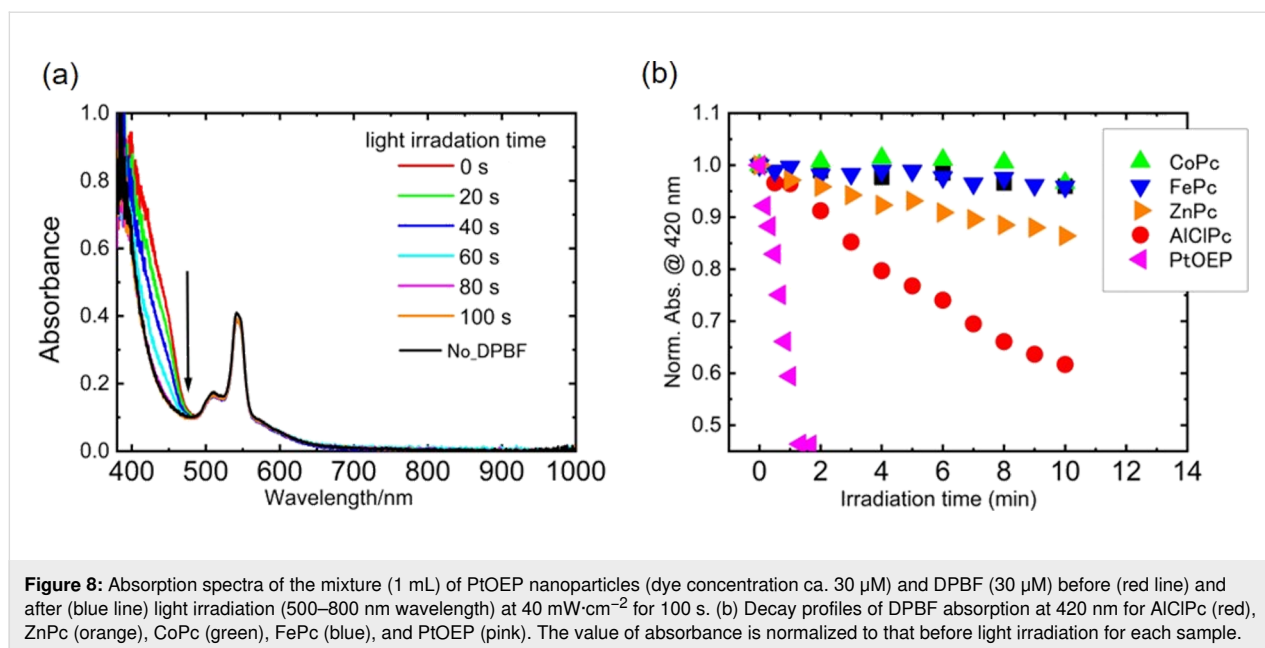 (a)
Absorbance
1.0
0.8
0.6
0.4
0.2
0.0
400 500 600 700 800 900 1000
Wavelength/nm
light irradation time
0 s
20 s
40 s
60 s
80 s
100 s
No_DPBF
(b)
Norm. Abs. @ 420 nm
1.1
1.0
0.9
0.8
0.7
0.6
0.5
0 2 4 6 8 10 12 14
Irradiation time (min)
CoPc
FePc
ZnPc
AlClPc
PtOEP
Figure 8: Absorption spectra of the mixture (1 mL) of PtOEP nanoparticles (dye concentration ca. 30 μM) and DPBF (30 μM) before (red line) and
after (blue line) light irradiation (500–800 nm wavelength) at 40 mW·cm⁻² for 100 s. (b) Decay profiles of DPBF absorption at 420 nm for AlClPc (red),
ZnPc (orange), CoPc (green), FePc (blue), and PtOEP (pink). The value of absorbance is normalized to that before light irradiation for each sample.